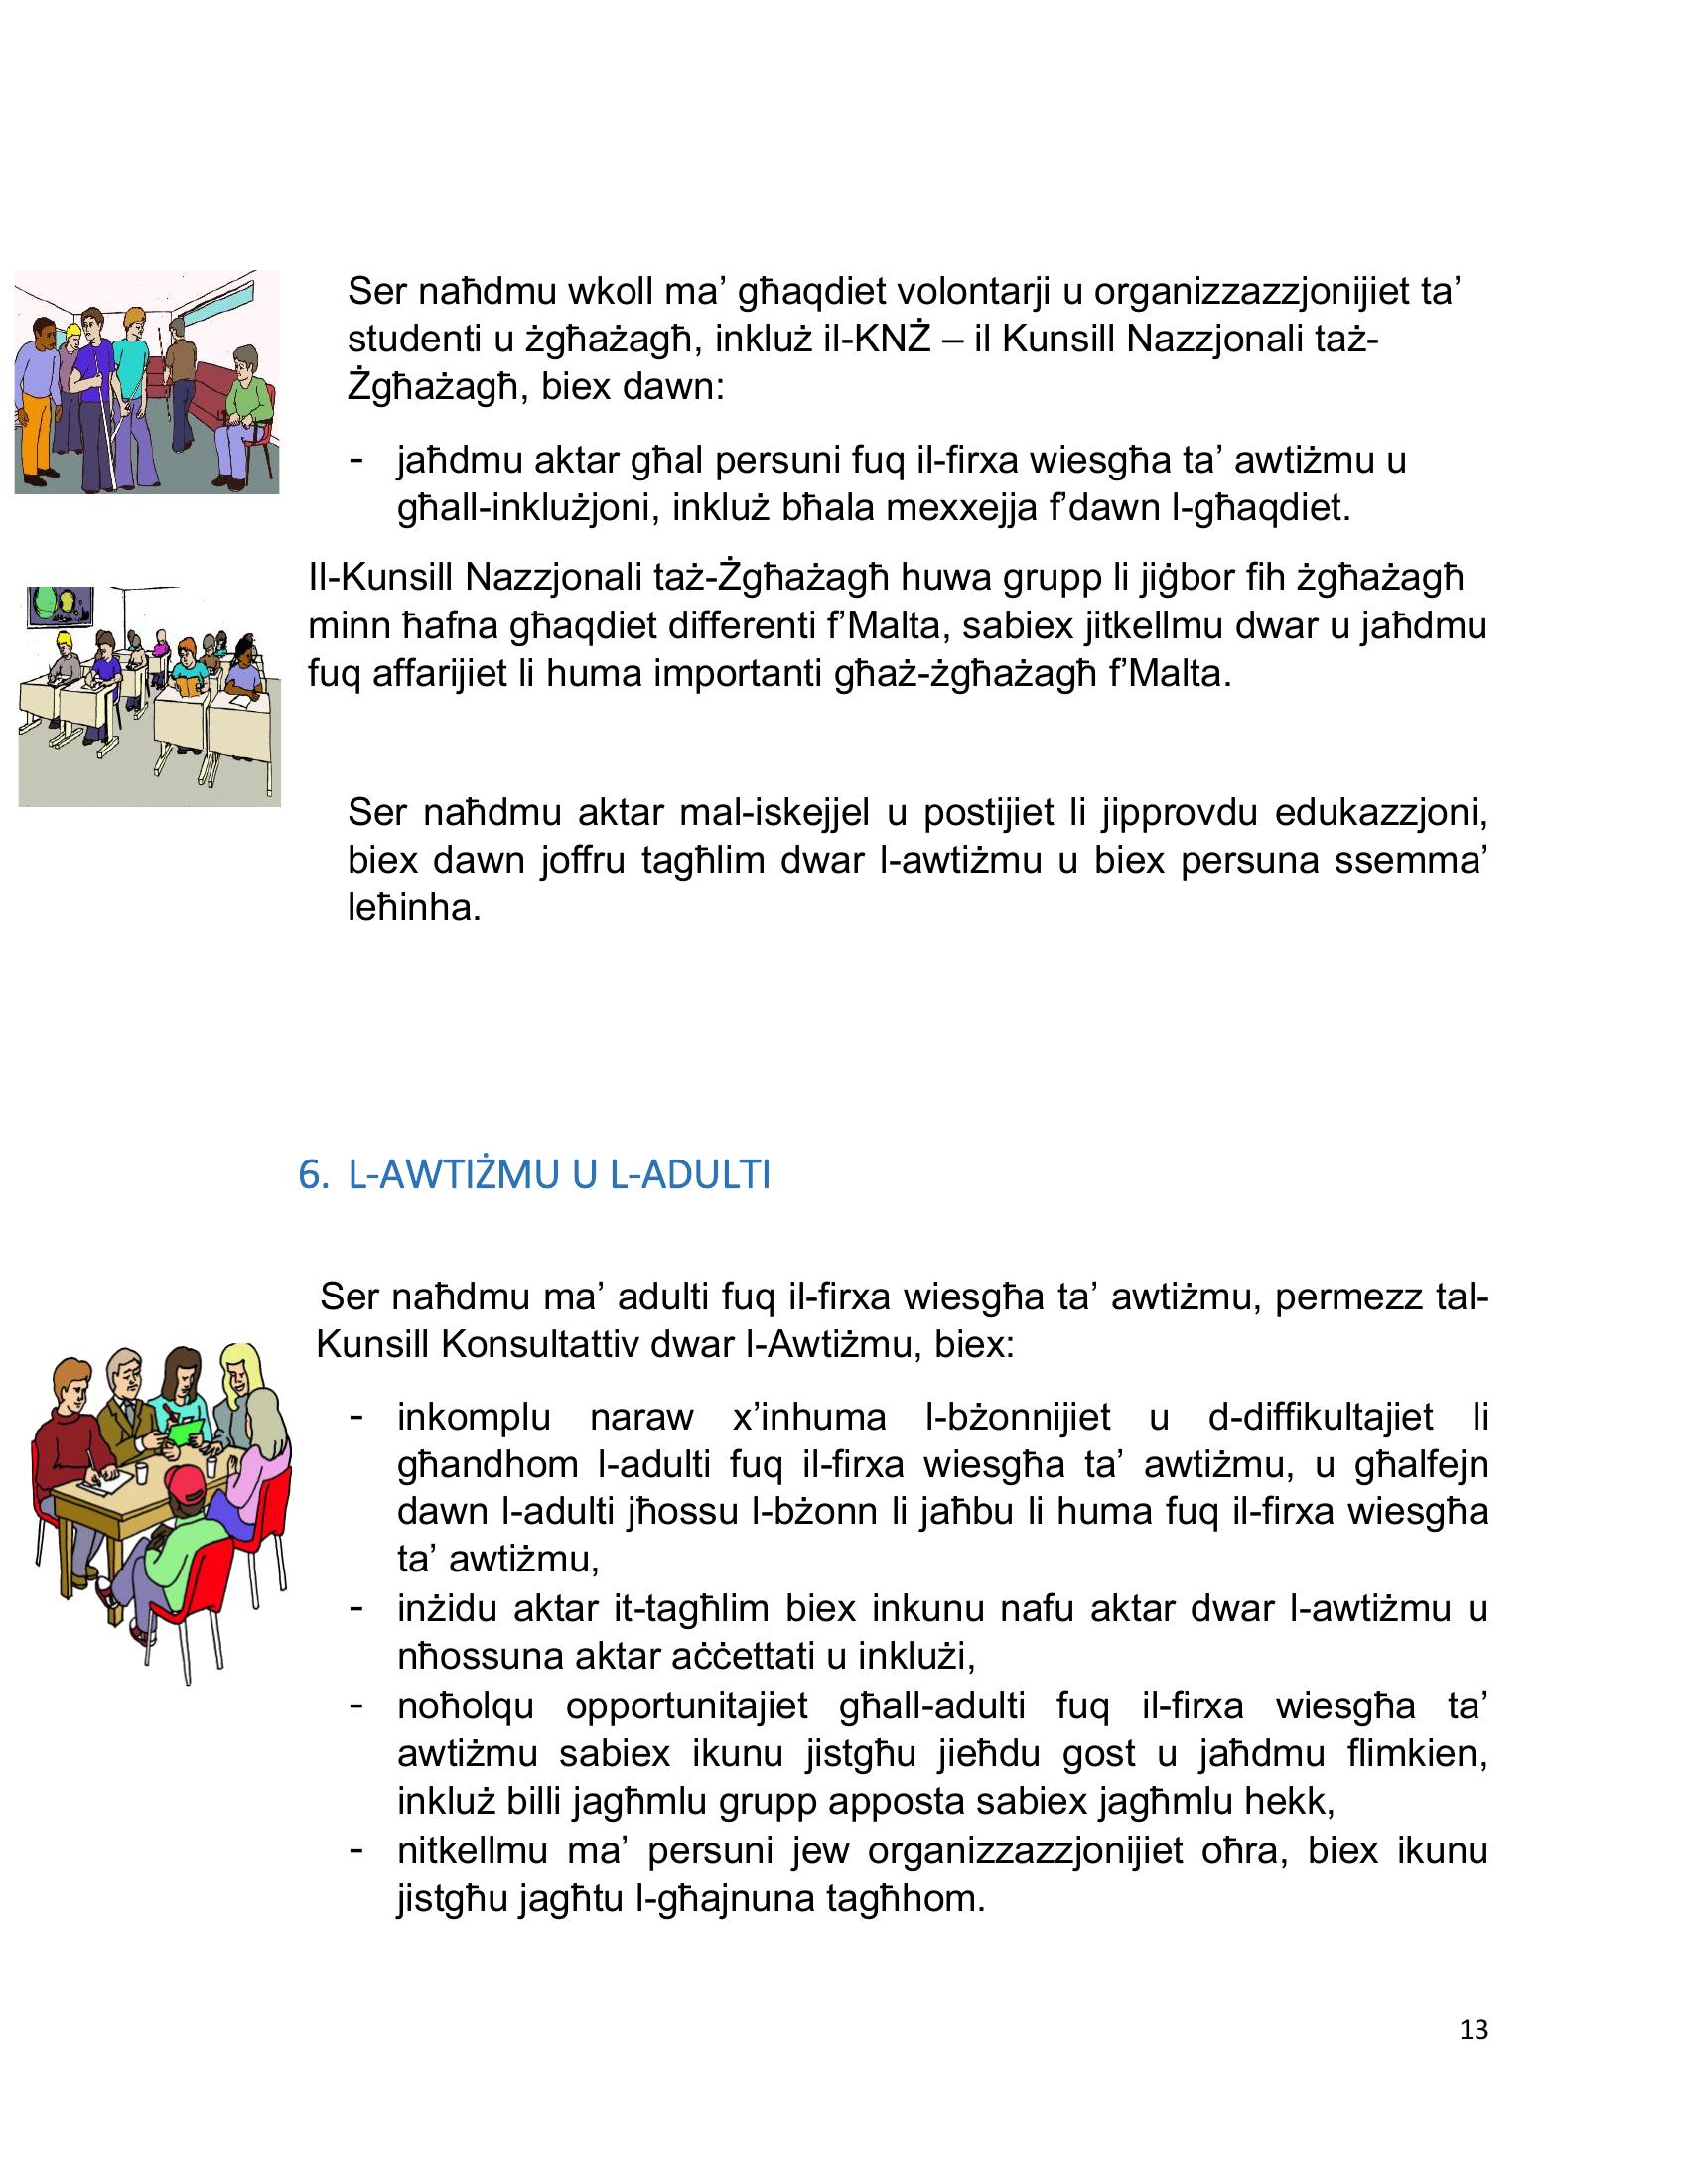 Ser naħdmu wkoll ma’ għaqdiet volontarji u organizzazzjonijiet ta’
studenti u żgħażagħ, inkluż il-KNŻ – il Kunsill Nazzjonali taż-
Żgħażagħ, biex dawn:
- jaħdmu aktar għal persuni fuq il-firxa wiesgħa ta’ awtiżmu u
għall-inklużjoni, inkluż bħala mexxejja f’dawn l-għaqdiet.
Il-Kunsill Nazzjonali taż-Żgħażagħ huwa grupp li jiġbor fih żgħażagħ
minn ħafna għaqdiet differenti f’Malta, sabiex jitkellmu dwar u jaħdmu
fuq affarijiet li huma importanti għaż-żgħażagħ f’Malta.
Ser naħdmu aktar mal-iskejjel u postijiet li jipprovdu edukazzjoni,
biex dawn joffru tagħlim dwar l-awtiżmu u biex persuna ssemma’
leħinha.
6. L-AWTIŻMU U L-ADULTI
Ser naħdmu ma’ adulti fuq il-firxa wiesgħa ta’ awtiżmu, permezz tal-
Kunsill Konsultattiv dwar l-Awtiżmu, biex:
- inkomplu naraw x’inhuma l-bżonnijiet u d-diffikultajiet li
għandhom l-adulti fuq il-firxa wiesgħa ta’ awtiżmu, u għalfejn
dawn l-adulti jħossu l-bżonn li jaħbu li huma fuq il-firxa wiesgħa
ta’ awtiżmu,
- inżidu aktar it-tagħlim biex inkunu nafu aktar dwar l-awtiżmu u
nħossuna aktar aċċettati u inklużi,
- noħolqu opportunitajiet għall-adulti fuq il-firxa wiesgħa ta’
awtiżmu sabiex ikunu jistgħu jieħdu gost u jaħdmu flimkien,
inkluż billi jagħmlu grupp apposta sabiex jagħmlu hekk,
- nitkellmu ma’ persuni jew organizzazzjonijiet oħra, biex ikunu
jistgħu jagħtu l-għajnuna tagħhom.
13